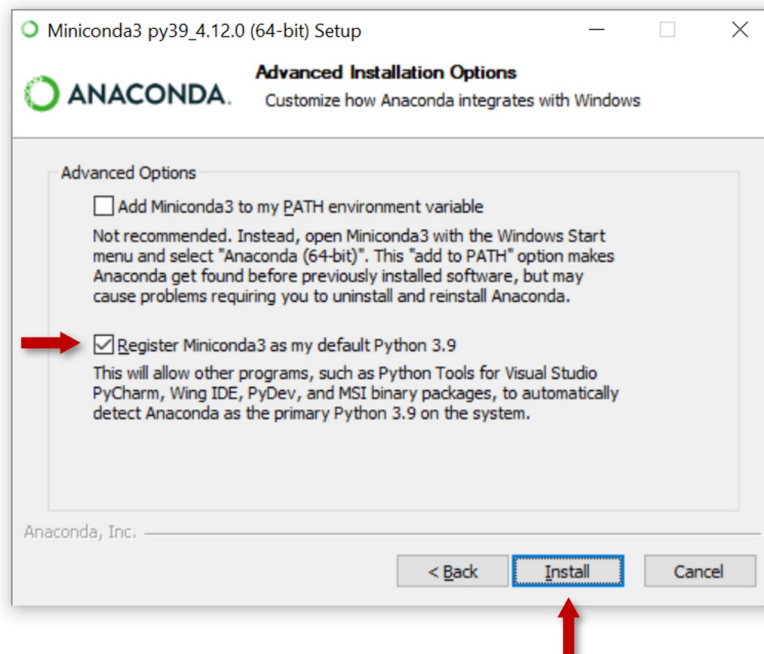 Miniconda3 py39_4.12.0 (64-bit) Setup
ANACONDA.
Advanced Installation Options
Customize how Anaconda integrates with Windows
Advanced Options
Add Miniconda3 to my PATH environment variable
Not recommended. Instead, open Miniconda3 with the Windows Start
menu and select "Anaconda (64-bit)". This "add to PATH" option makes
Anaconda get found before previously installed software, but may
cause problems requiring you to uninstall and reinstall Anaconda.
Register Miniconda3 as my default Python 3.9
This will allow other programs, such as Python Tools for Visual Studio
PyCharm, Wing IDE, PyDev, and MSI binary packages, to automatically
detect Anaconda as the primary Python 3.9 on the system.
Anaconda, Inc.
< Back
Install
Cancel